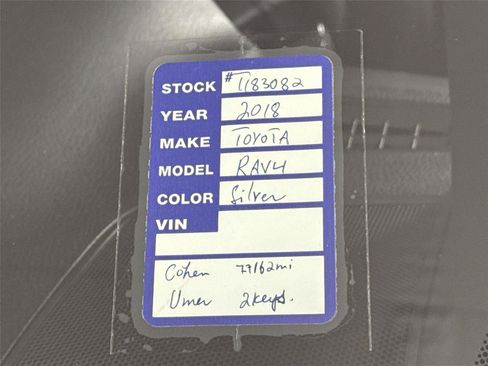 STOCK # T183082
YEAR 2018
MAKE TOYOTA
MODEL RAV4
COLOR Silver
VIN
Cohen 77162mi
Umer 2keys.